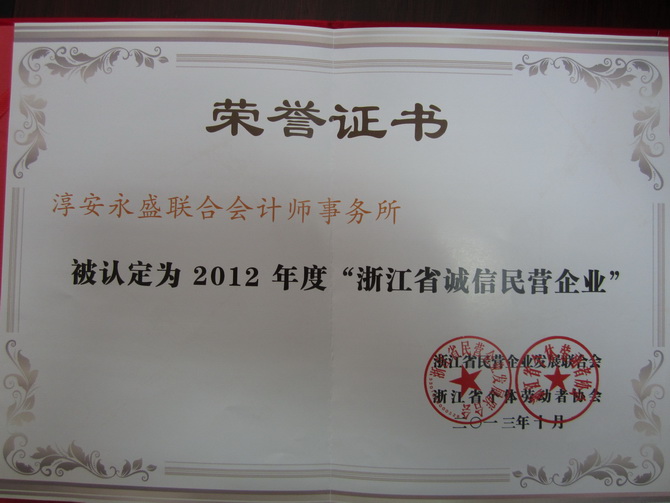 荣誉证书
淳安永盛联合会计师事务所
被认定为 2012 年度“浙江省诚信民营企业”
浙江省民营企业发展联合会
浙江省个体劳动者协会
二〇一三年十月